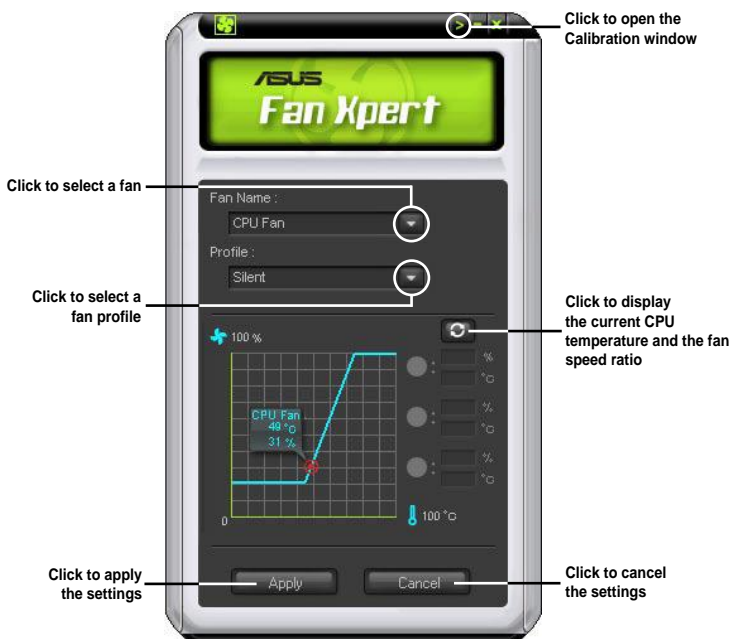 Click to open the
Calibration window
ASUS
Fan Xpert
Click to select a fan
Fan Name :
CPU Fan
Profile :
Silent
Click to select a
fan profile
Click to display
the current CPU
temperature and the fan
speed ratio
100 %
%
°C
CPU Fan
49 °C
31 %
%
°C
%
°C
0
100 °C
Click to apply
the settings
Apply
Cancel
Click to cancel
the settings